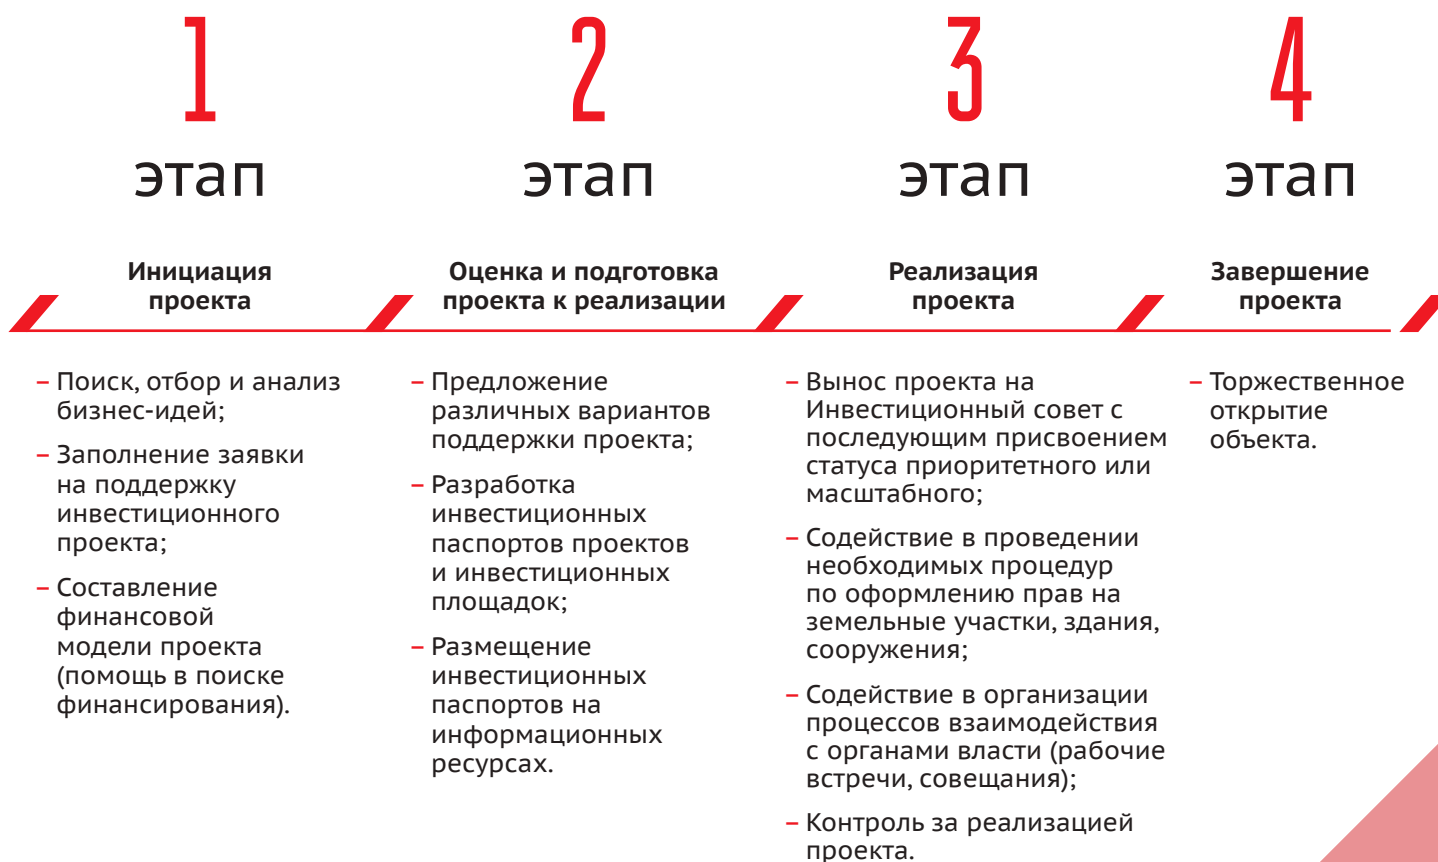 1
этап
Инициация
проекта
– Поиск, отбор и анализ
бизнес-идей;
– Заполнение заявки
на поддержку
инвестиционного
проекта;
– Составление
финансовой
модели проекта
(помощь в поиске
финансирования).
2
этап
Оценка и подготовка
проекта к реализации
– Предложение
различных вариантов
поддержки проекта;
– Разработка
инвестиционных
паспортов проектов
и инвестиционных
площадок;
– Размещение
инвестиционных
паспортов на
информационных
ресурсах.
3
этап
Реализация
проекта
– Вынос проекта на
Инвестиционный совет с
последующим присвоением
статуса приоритетного или
масштабного;
– Содействие в проведении
необходимых процедур
по оформлению прав на
земельные участки, здания,
сооружения;
– Содействие в организации
процессов взаимодействия
с органами власти (рабочие
встречи, совещания);
– Контроль за реализацией
проекта.
4
этап
Завершение
проекта
– Торжественное
открытие
объекта.